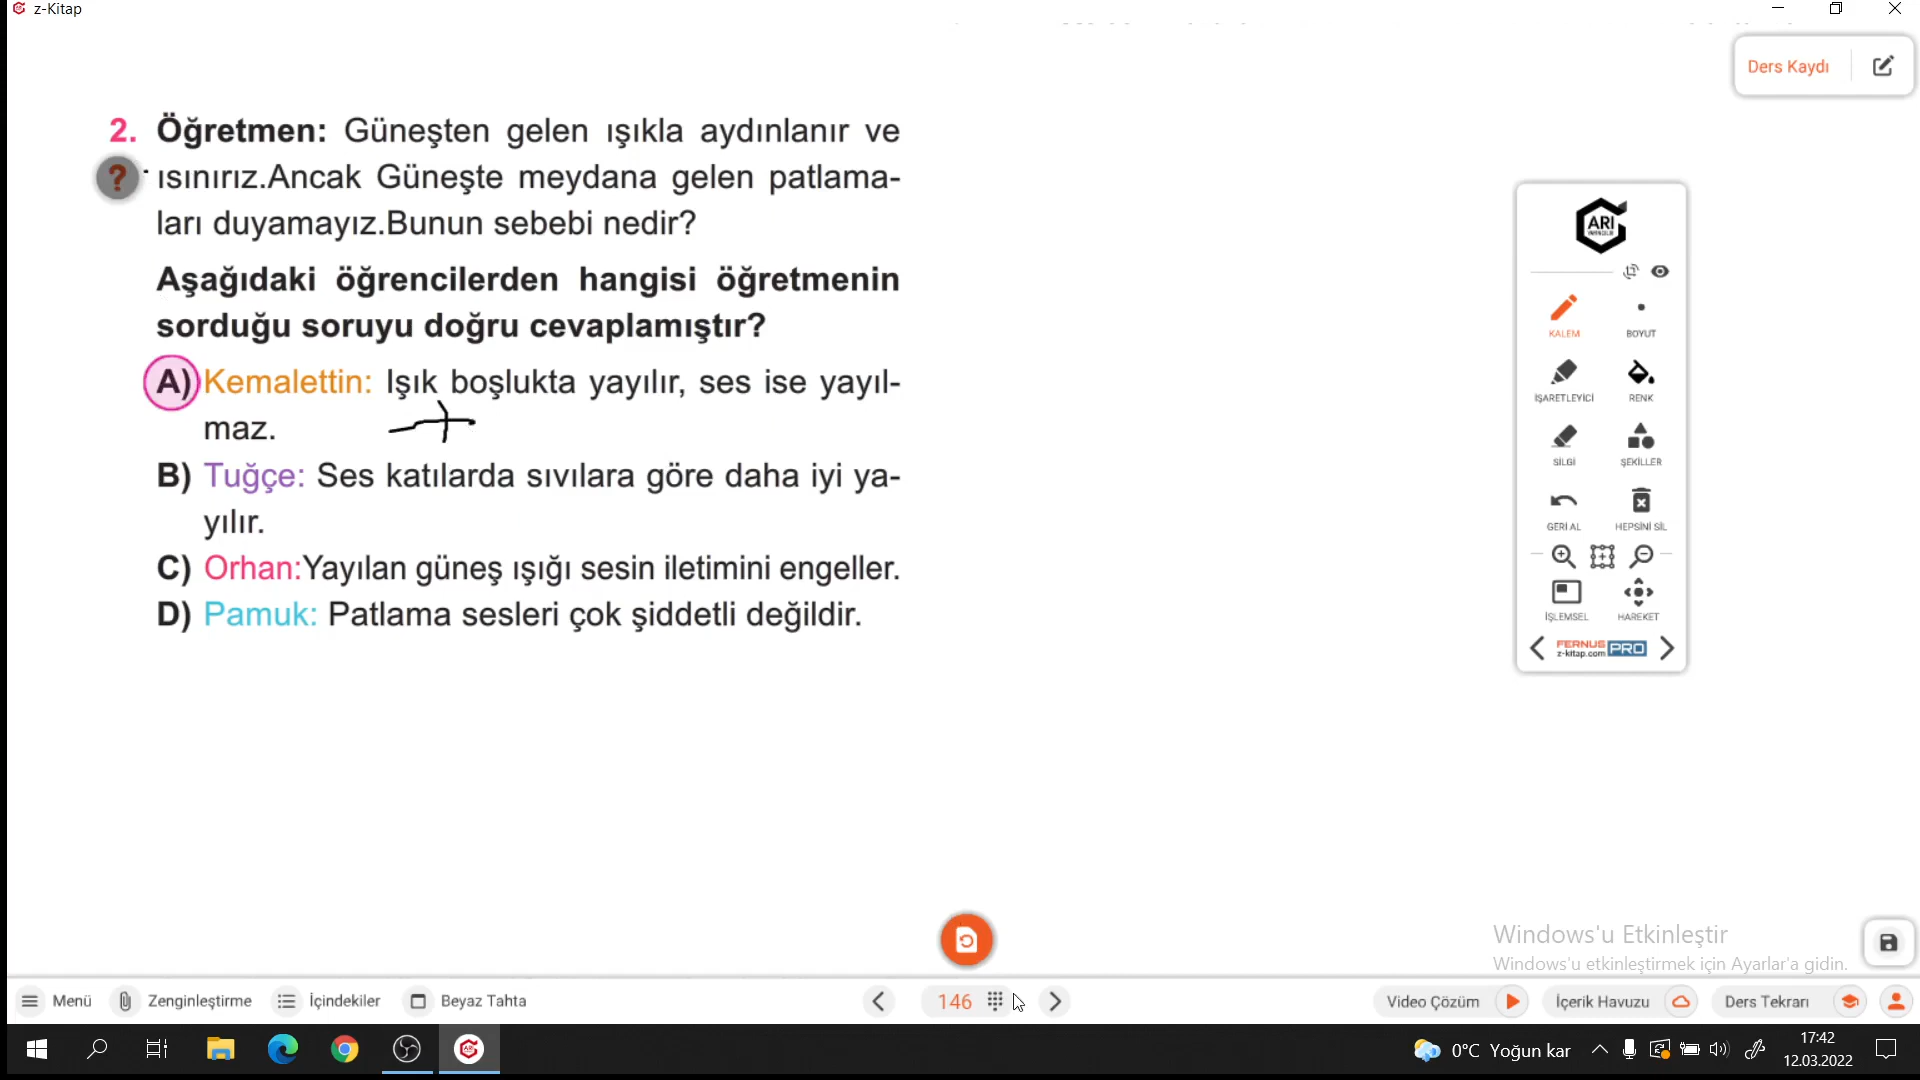 z-Kitap
Ders Kaydı
2. Öğretmen: Güneşten gelen ışıkla aydınlanır ve
? ısınırız.Ancak Güneşte meydana gelen patlama-
ları duyamayız.Bunun sebebi nedir?
Aşağıdaki öğrencilerden hangisi öğretmenin
sorduğu soruyu doğru cevaplamıştır?
A) Kemalettin: Işık boşlukta yayılır, ses ise yayıl-
maz.
B) Tuğçe: Ses katılarda sıvılara göre daha iyi ya-
yılır.
C) Orhan:Yayılan güneş ışığı sesin iletimini engeller.
D) Pamuk: Patlama sesleri çok şiddetli değildir.
ARI
YAYINCILIK
KALEM BOYUT
İŞARETLEYİCİ RENK
SİLGİ ŞEKİLLER
GERİ AL HEPSİNİ SİL
İŞLEMSEL HAREKET
FERNUS
z-kitap.com PRO
Windows'u Etkinleştir
Windows'u etkinleştirmek için Ayarlar'a gidin.
Menü Zenginleştirme İçindekiler Beyaz Tahta 146 Video Çözüm İçerik Havuzu Ders Tekrarı
0°C Yoğun kar 17:42
12.03.2022